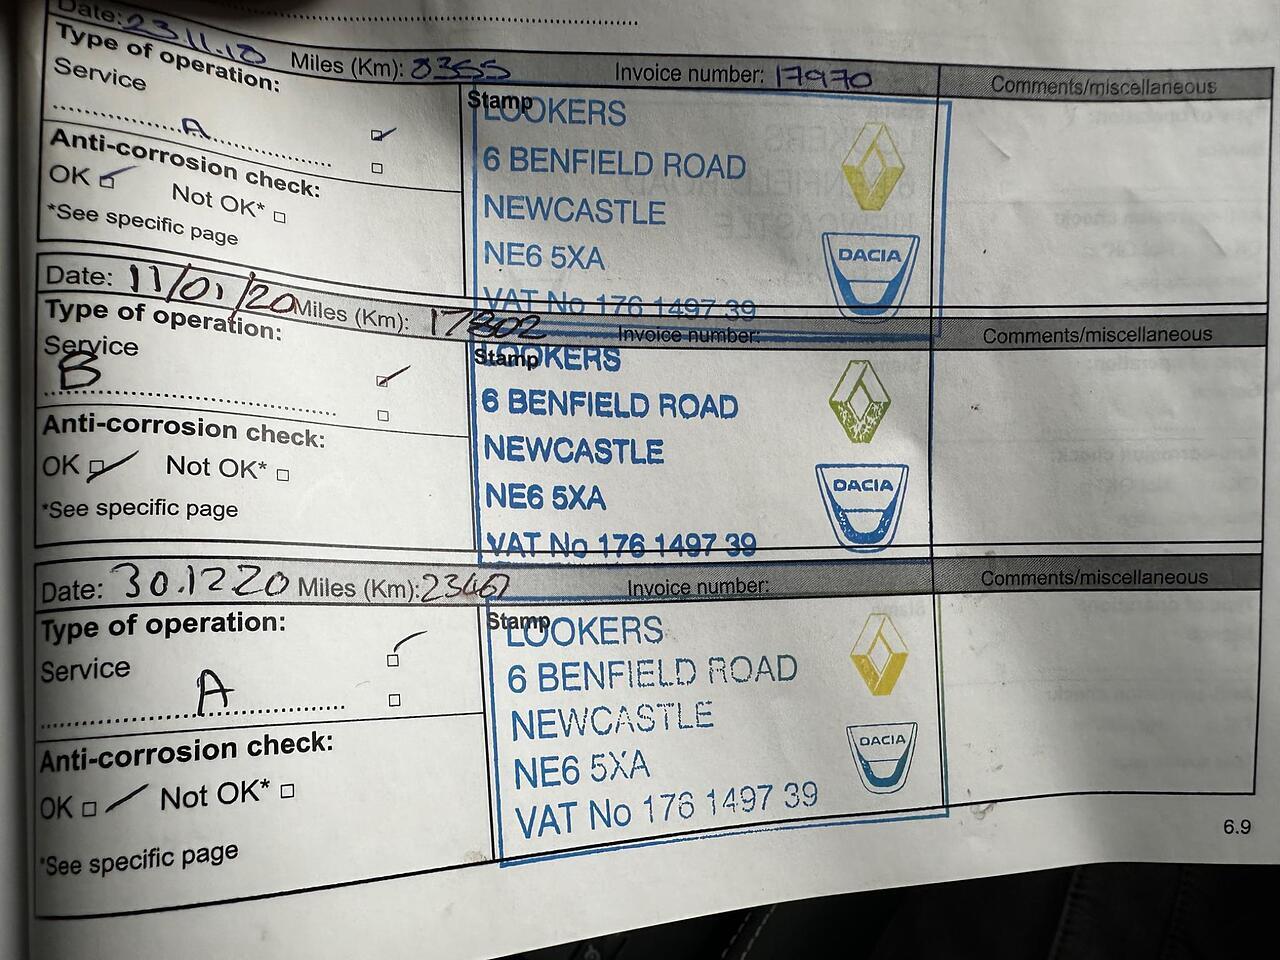 Date: 23.11.18 Miles (Km): 8355 Invoice number: 17970 Comments/miscellaneous
Type of operation:
Service
A
Stamp
LOOKERS
6 BENFIELD ROAD
NEWCASTLE
NE6 5XA
VAT No 176 1497 39
DACIA
Anti-corrosion check:
OK Not OK*
*See specific page
Date: 11/01/20 Miles (Km): 17802 Invoice number: Comments/miscellaneous
Type of operation:
Service
B
Stamp
LOOKERS
6 BENFIELD ROAD
NEWCASTLE
NE6 5XA
VAT No 176 1497 39
DACIA
Anti-corrosion check:
OK Not OK*
*See specific page
Date: 30.12.20 Miles (Km): Invoice number: Comments/miscellaneous
Type of operation:
Service
A
Stamp
LOOKERS
6 BENFIELD ROAD
NEWCASTLE
NE6 5XA
VAT No 176 1497 39
DACIA
Anti-corrosion check:
OK Not OK*
*See specific page
6.9